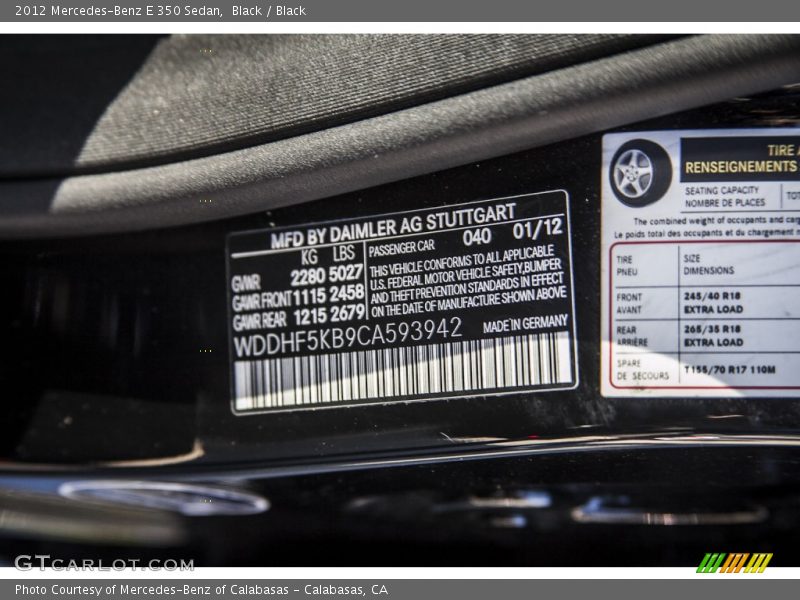 2012 Mercedes-Benz E 350 Sedan, Black / Black
MFD BY DAIMLER AG STUTTGART
KG LBS
GVWR 2280 5027
GAWR FRONT 1115 2458
GAWR REAR 1215 2679
PASSENGER CAR 040 01/12
THIS VEHICLE CONFORMS TO ALL APPLICABLE
U.S. FEDERAL MOTOR VEHICLE SAFETY, BUMPER
AND THEFT PREVENTION STANDARDS IN EFFECT
ON THE DATE OF MANUFACTURE SHOWN ABOVE
WDDHF5KB9CA593942 MADE IN GERMANY
TIRE
RENSEIGNEMENTS
SEATING CAPACITY
NOMBRE DE PLACES
The combined weight of occupants and
Le poids total des occupants et du chargement
TIRE SIZE
PNEU DIMENSIONS
FRONT 245/40 R18
AVANT EXTRA LOAD
REAR 265/35 R18
ARRIÈRE EXTRA LOAD
SPARE
DE SECOURS T155/70 R17 110M
GTCARLOT.COM
Photo Courtesy of Mercedes-Benz of Calabasas - Calabasas, CA